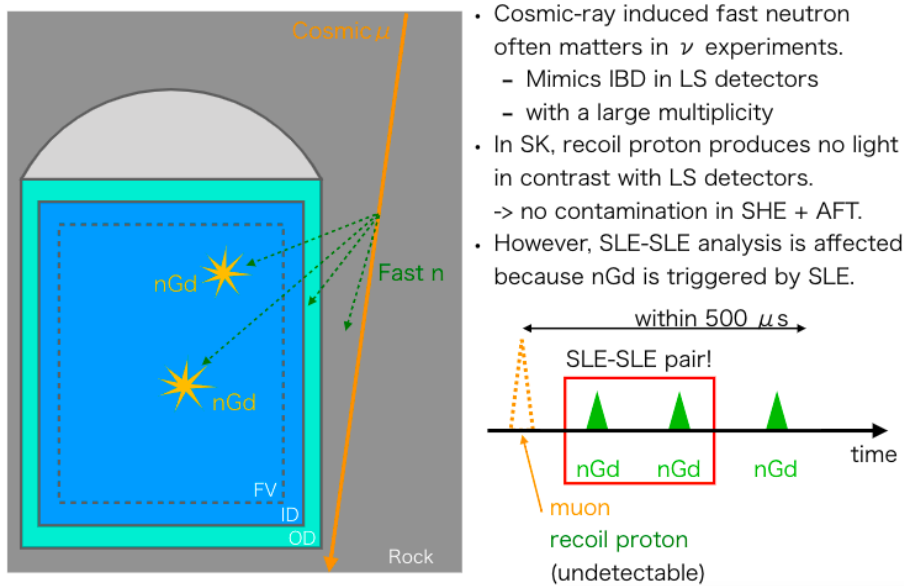 Cosmic μ
Fast n
nGd
nGd
FV
ID
OD
Rock
• Cosmic-ray induced fast neutron
often matters in ν experiments.
– Mimics IBD in LS detectors
– with a large multiplicity
• In SK, recoil proton produces no light
in contrast with LS detectors.
-> no contamination in SHE + AFT.
• However, SLE-SLE analysis is affected
because nGd is triggered by SLE.
within 500 μs
SLE-SLE pair!
time
nGd nGd nGd
muon
recoil proton
(undetectable)